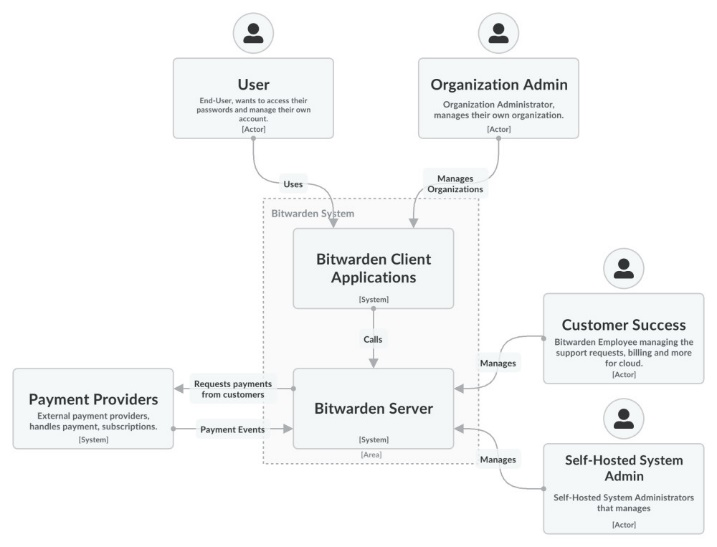 User
End-User, wants to access their
passwords and manage their own
account.
[Actor]
Organization Admin
Organization Administrator,
manages their own organization.
[Actor]
Uses
Manages
Organizations
Bitwarden System
Bitwarden Client
Applications
[System]
Calls
Customer Success
Bitwarden Employee managing the
support requests, billing and more
for cloud.
[Actor]
Manages
Payment Providers
External payment providers,
handles payment, subscriptions.
[System]
Requests payments
from customers
Payment Events
Bitwarden Server
[System]
[Area]
Manages
Self-Hosted System
Admin
Self-Hosted System Administrators
that manages
[Actor]